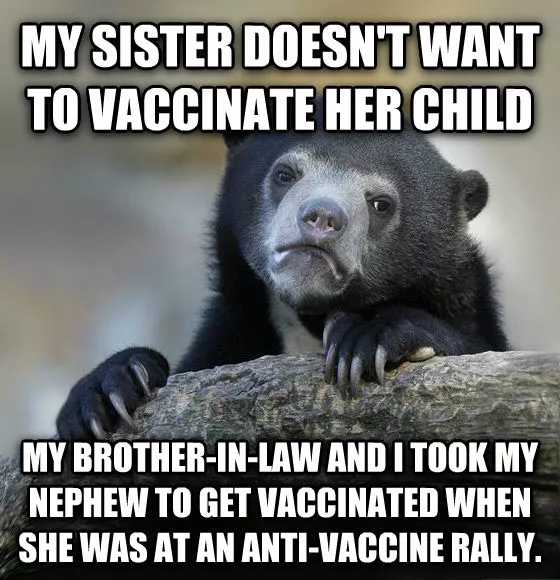 MY SISTER DOESN'T WANT
TO VACCINATE HER CHILD
MY BROTHER-IN-LAW AND I TOOK MY
NEPHEW TO GET VACCINATED WHEN
SHE WAS AT AN ANTI-VACCINE RALLY.